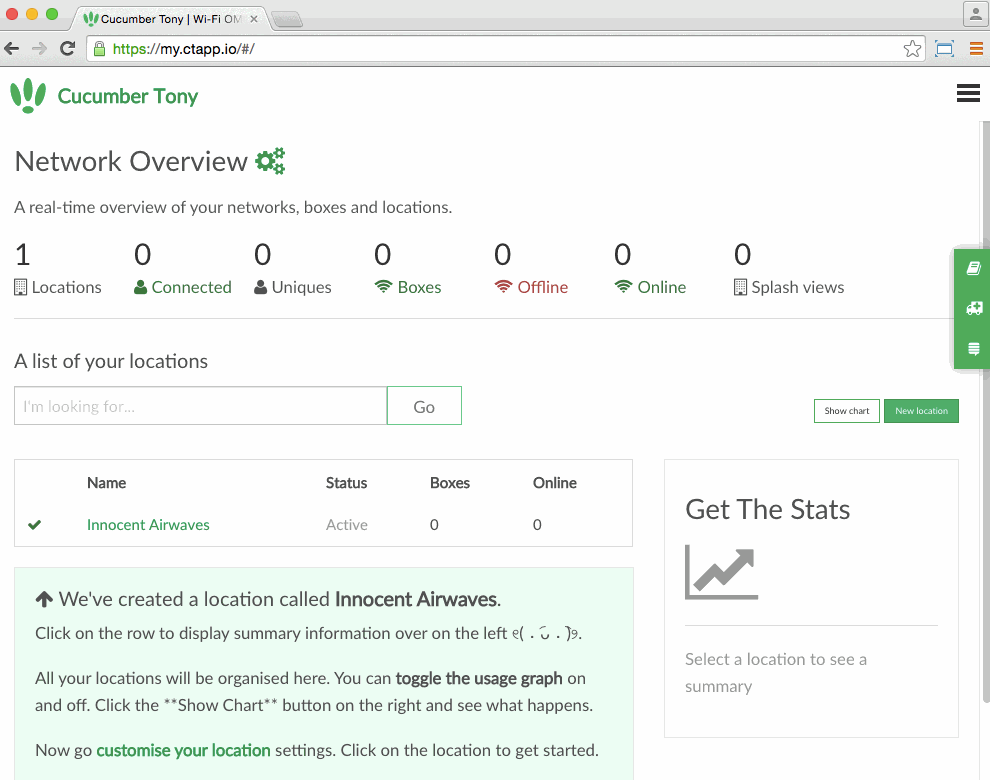 Cucumber Tony | Wi-Fi OM
https://my.ctapp.io/#/
Cucumber Tony
Network Overview
A real-time overview of your networks, boxes and locations.
1 0 0 0 0 0 0
Locations Connected Uniques Boxes Offline Online Splash views
A list of your locations
I'm looking for... Go
Show chart New location
Name Status Boxes Online
Innocent Airwaves Active 0 0
Get The Stats
Select a location to see a
summary
We've created a location called Innocent Airwaves.
Click on the row to display summary information over on the left
All your locations will be organised here. You can toggle the usage graph on
and off. Click the **Show Chart** button on the right and see what happens.
Now go customise your location settings. Click on the location to get started.